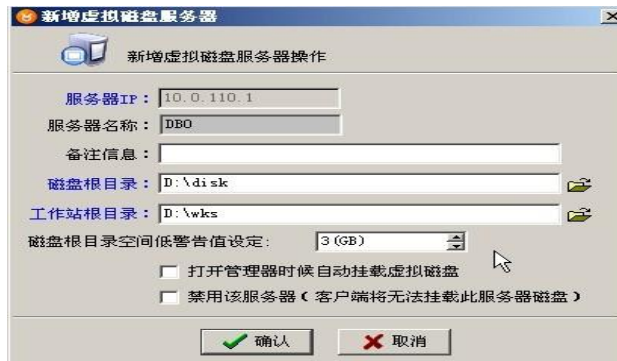 新增虚拟磁盘服务器
新增虚拟磁盘服务器操作
服务器IP： 10.0.110.1
服务器名称： DBO
备注信息：
磁盘根目录： D:\disk
工作站根目录： D:\wks
磁盘根目录空间低警告值设定: 3(GB)
打开管理器时候自动挂载虚拟磁盘
禁用该服务器（客户端将无法挂载此服务器磁盘）
确认 取消